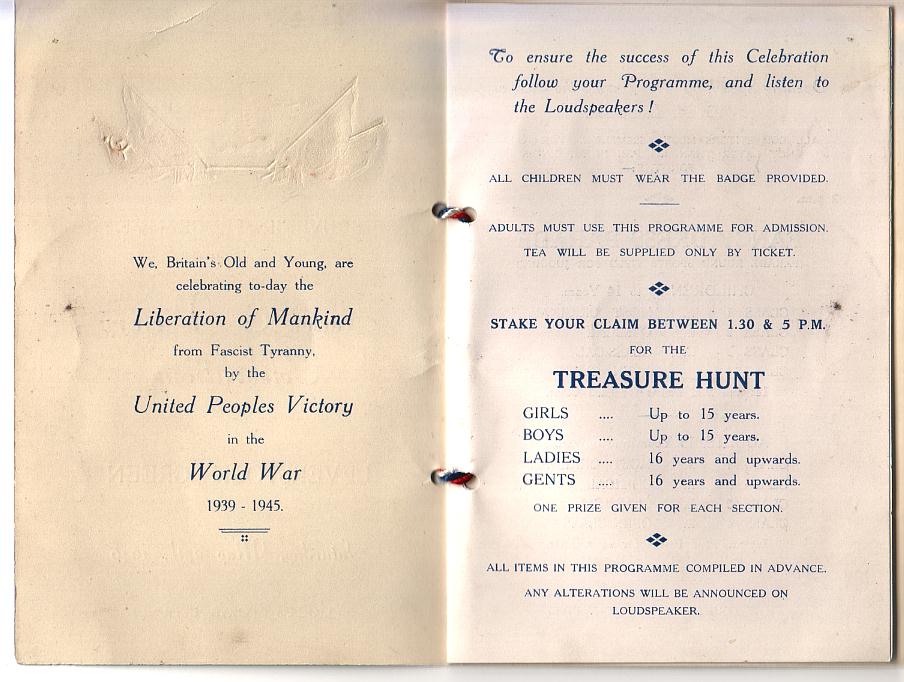 We, Britain's Old and Young, are
celebrating to-day the
Liberation of Mankind
from Fascist Tyranny,
by the
United Peoples Victory
in the
World War
1939 - 1945.
To ensure the success of this Celebration
follow your Programme, and listen to
the Loudspeakers !
ALL CHILDREN MUST WEAR THE BADGE PROVIDED.
ADULTS MUST USE THIS PROGRAMME FOR ADMISSION.
TEA WILL BE SUPPLIED ONLY BY TICKET.
STAKE YOUR CLAIM BETWEEN 1.30 & 5 P.M.
FOR THE
TREASURE HUNT
GIRLS .... Up to 15 years.
BOYS .... Up to 15 years.
LADIES .... 16 years and upwards.
GENTS .... 16 years and upwards.
ONE PRIZE GIVEN FOR EACH SECTION.
ALL ITEMS IN THIS PROGRAMME COMPILED IN ADVANCE.
ANY ALTERATIONS WILL BE ANNOUNCED ON
LOUDSPEAKER.